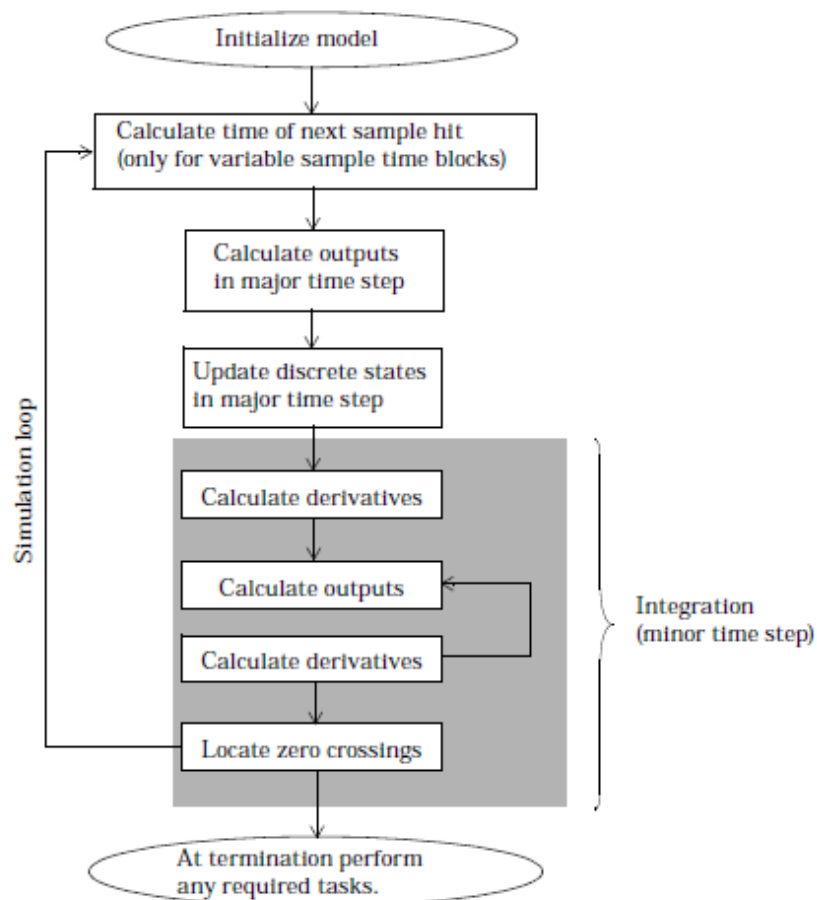 Initialize model
Calculate time of next sample hit
(only for variable sample time blocks)
Calculate outputs
in major time step
Update discrete states
in major time step
Simulation loop
Calculate derivatives
Calculate outputs
Calculate derivatives
Locate zero crossings
Integration
(minor time step)
At termination perform
any required tasks.